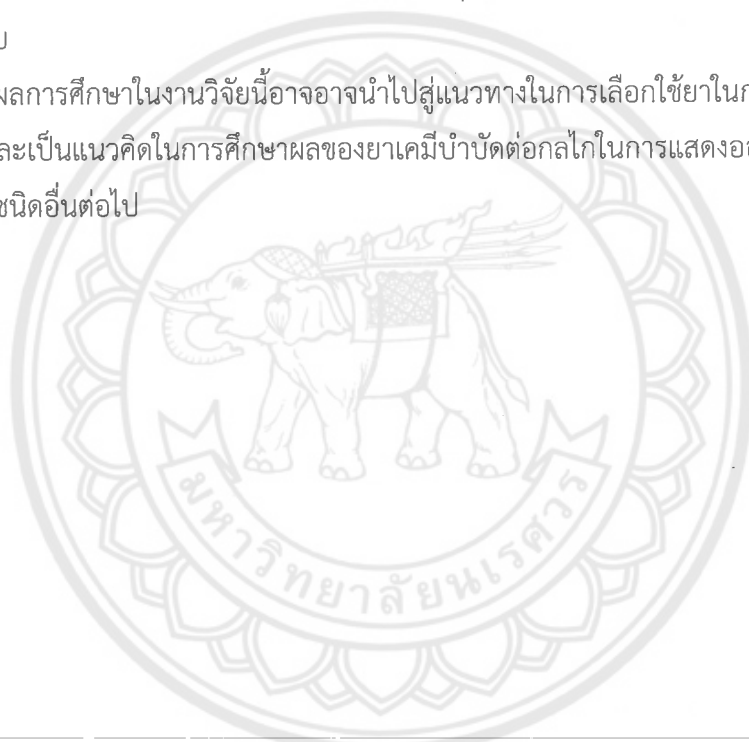 ผลการศึกษาในงานวิจัยนี้อาจอาจนำไปสู่แนวทางในการเลือกใช้ยาในก
ละเป็นแนวคิดในการศึกษาผลของยาเคมีบำบัดต่อกลไกในการแสดงออ
ชนิดอื่นต่อไป
มหาวิทยาลัยนเรศวร